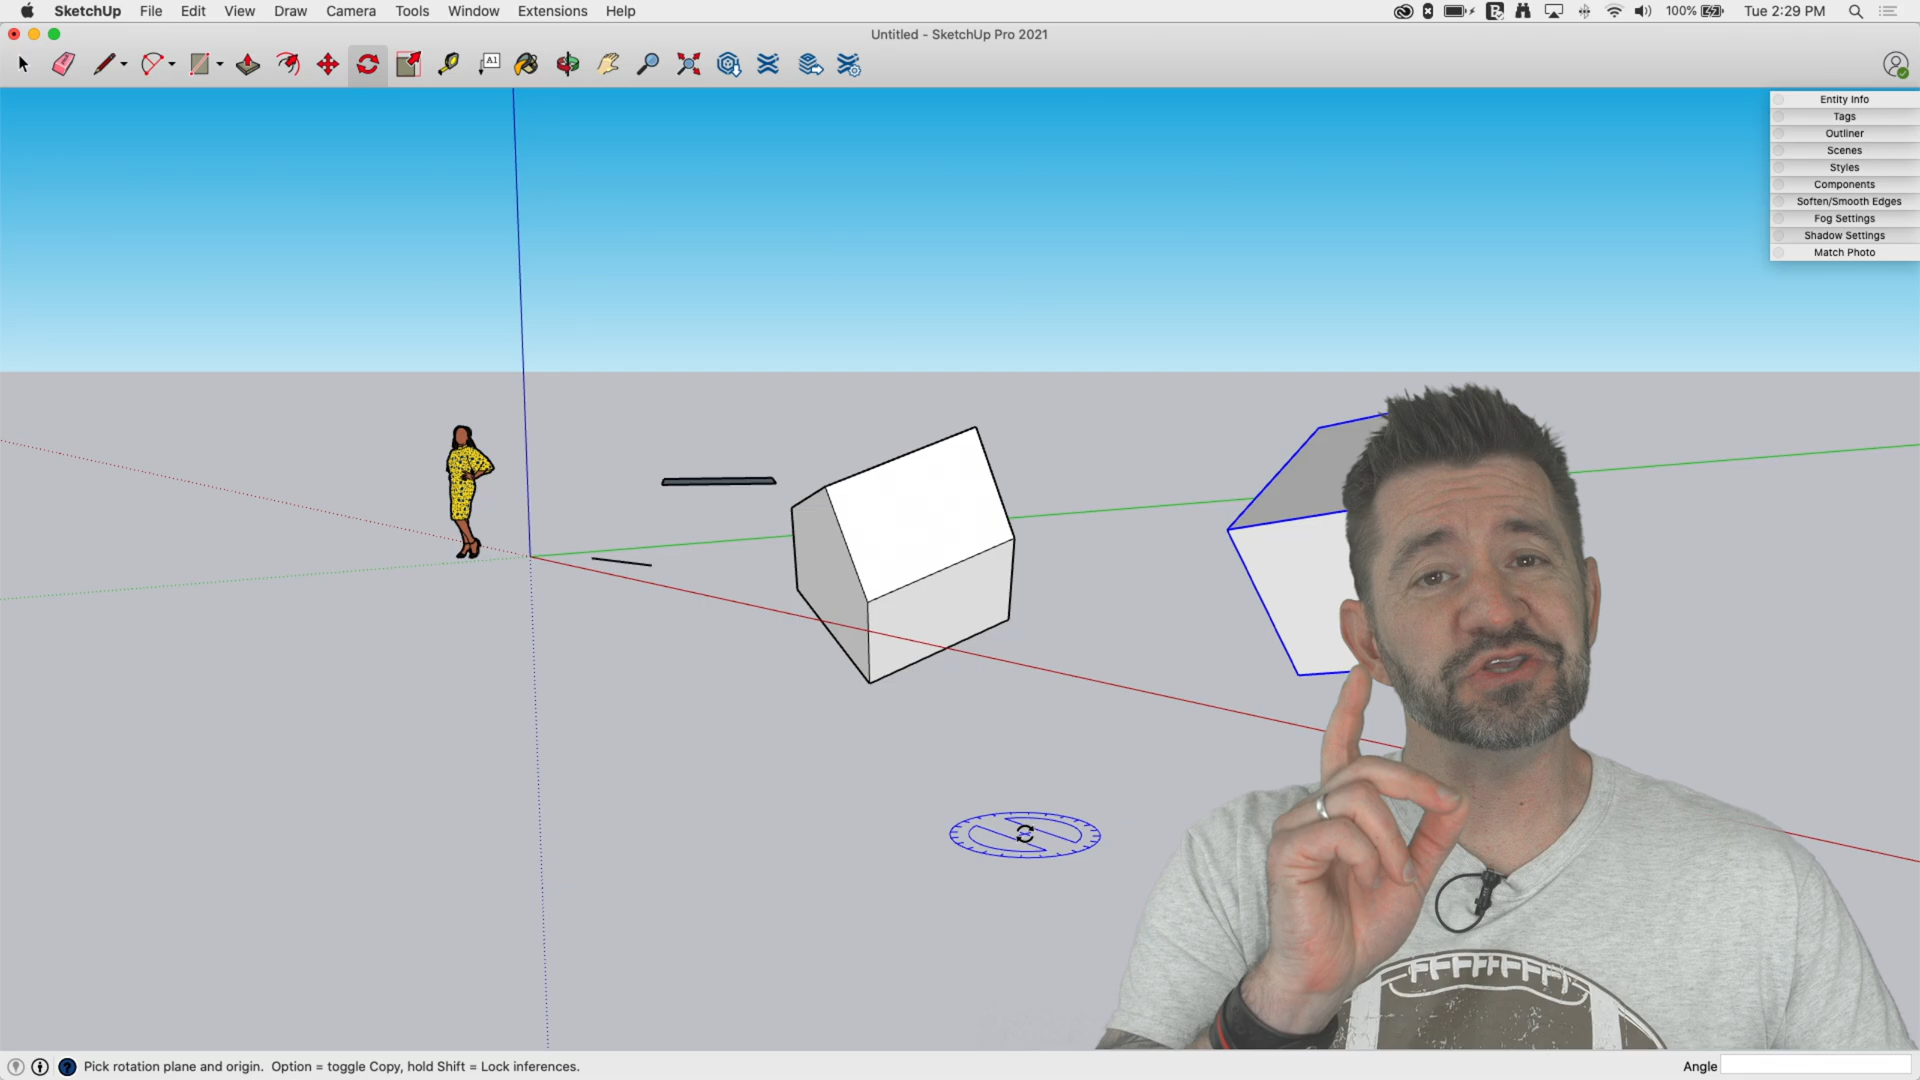 SketchUp File Edit View Draw Camera Tools Window Extensions Help 100% Tue 2:29 PM
Untitled - SketchUp Pro 2021
A1
Entity Info
Tags
Outliner
Scenes
Styles
Components
Soften/Smooth Edges
Fog Settings
Shadow Settings
Match Photo
Pick rotation plane and origin. Option = toggle Copy, hold Shift = Lock inferences. Angle